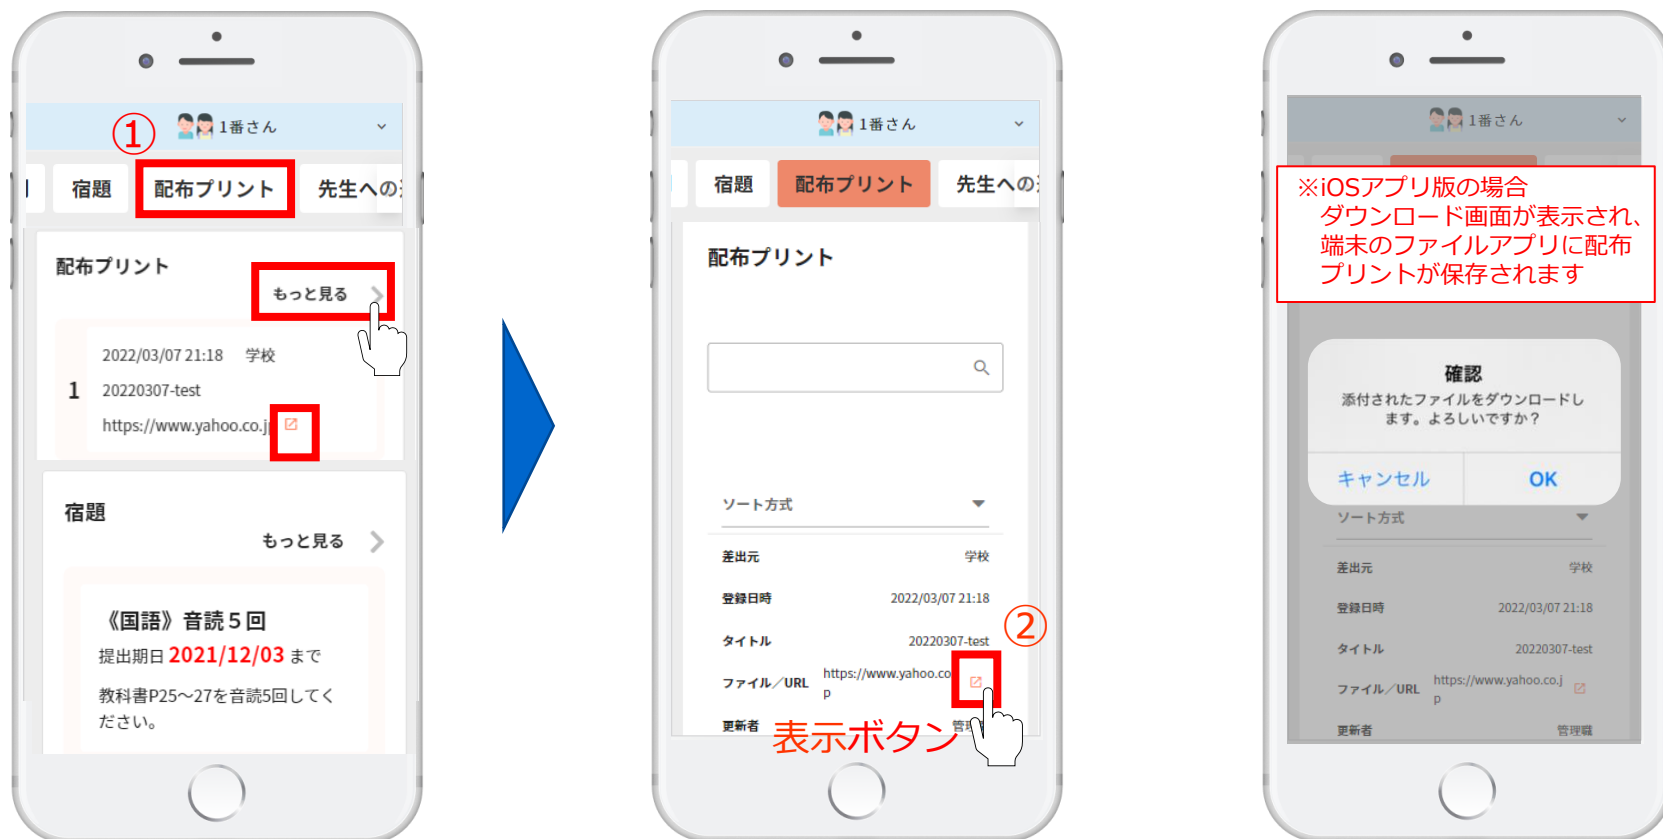 ①
1番さん
宿題
配布プリント
先生への
配布プリント
もっと見る
2022/03/07 21:18 学校
1
20220307-test
https://www.yahoo.co.j
宿題
もっと見る
《国語》音読５回
提出期日 2021/12/03 まで
教科書P25～27を音読5回してく
ださい。
1番さん
宿題
配布プリント
先生への
配布プリント
ソート方式
差出元 学校
登録日時 2022/03/07 21:18
タイトル 20220307-test
②
ファイル／URL https://www.yahoo.co
p
更新者 管理
表示ボタン
1番さん
※iOSアプリ版の場合
ダウンロード画面が表示され、
端末のファイルアプリに配布
プリントが保存されます
確認
添付されたファイルをダウンロードし
ます。よろしいですか？
キャンセル OK
ソート方式
差出元 学校
登録日時 2022/03/07 21:18
タイトル 20220307-test
ファイル／URL https://www.yahoo.co.j
p
更新者 管理職